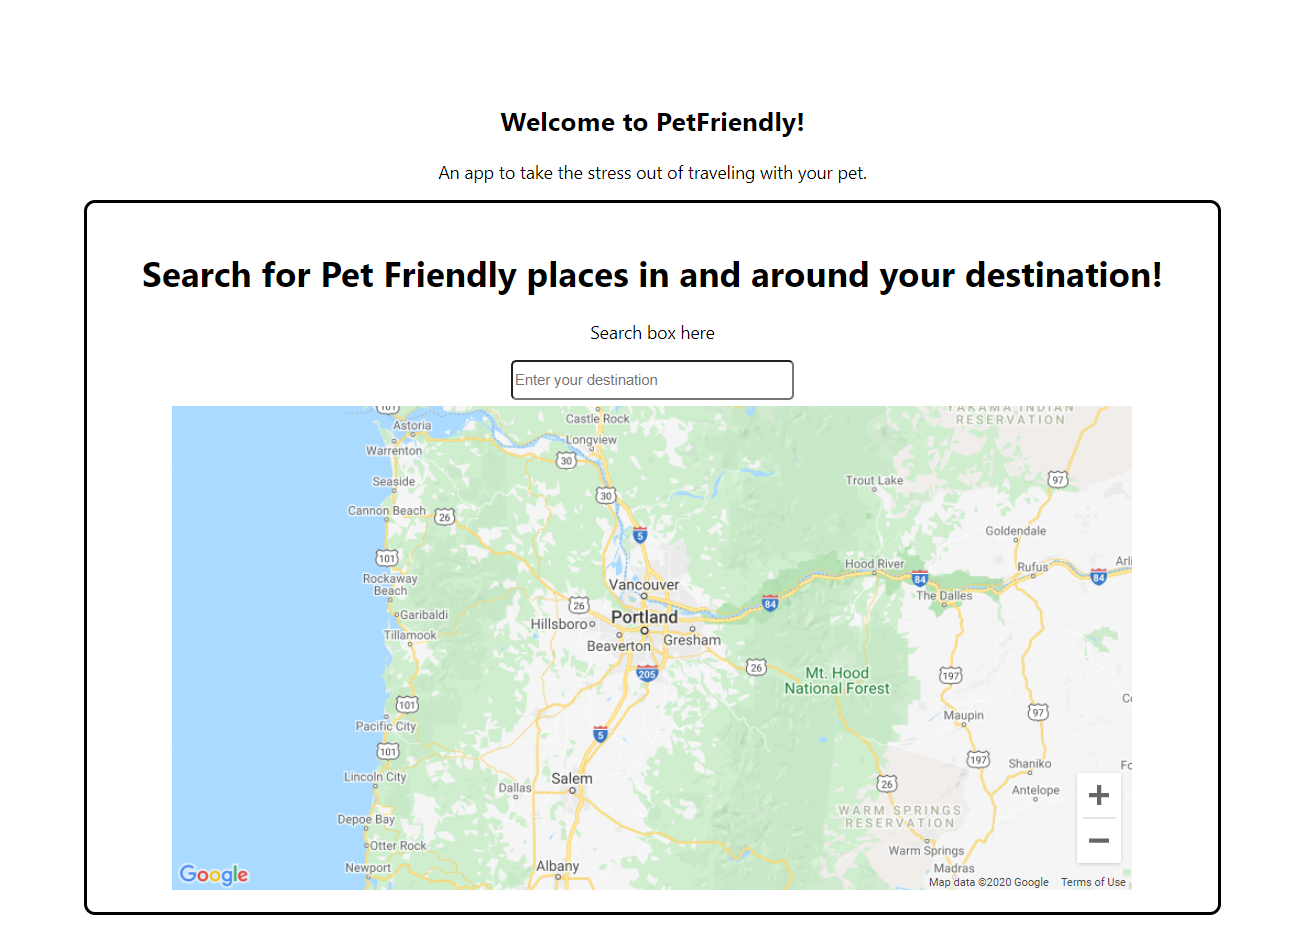 Welcome to PetFriendly!
An app to take the stress out of traveling with your pet.
Search for Pet Friendly places in and around your destination!
Search box here
Enter your destination
101
Astoria
Castle Rock
YAKAMA INDIAN
RESERVATION
Warrenton
Longview
30
Seaside
Trout Lake
97
30
Cannon Beach
26
5
Goldendale
101
Hood River
Rufus
Arli
84
84
Rockaway
Beach
Vancouver
The Dalles
26
84
Garibaldi
Portland
Hillsboro
Tillamook
Beaverton
Gresham
26
205
Mt. Hood
National Forest
197
101
97
Pacific City
Maupin
5
101
197
Shaniko
Fo
Lincoln City
Salem
Dallas
26
Antelope
Depoe Bay
WARM SPRINGS
RESERVATION
Otter Rock
Warm Springs
Newport
Albany
Madras
Google
Map data ©2020 Google
Terms of Use